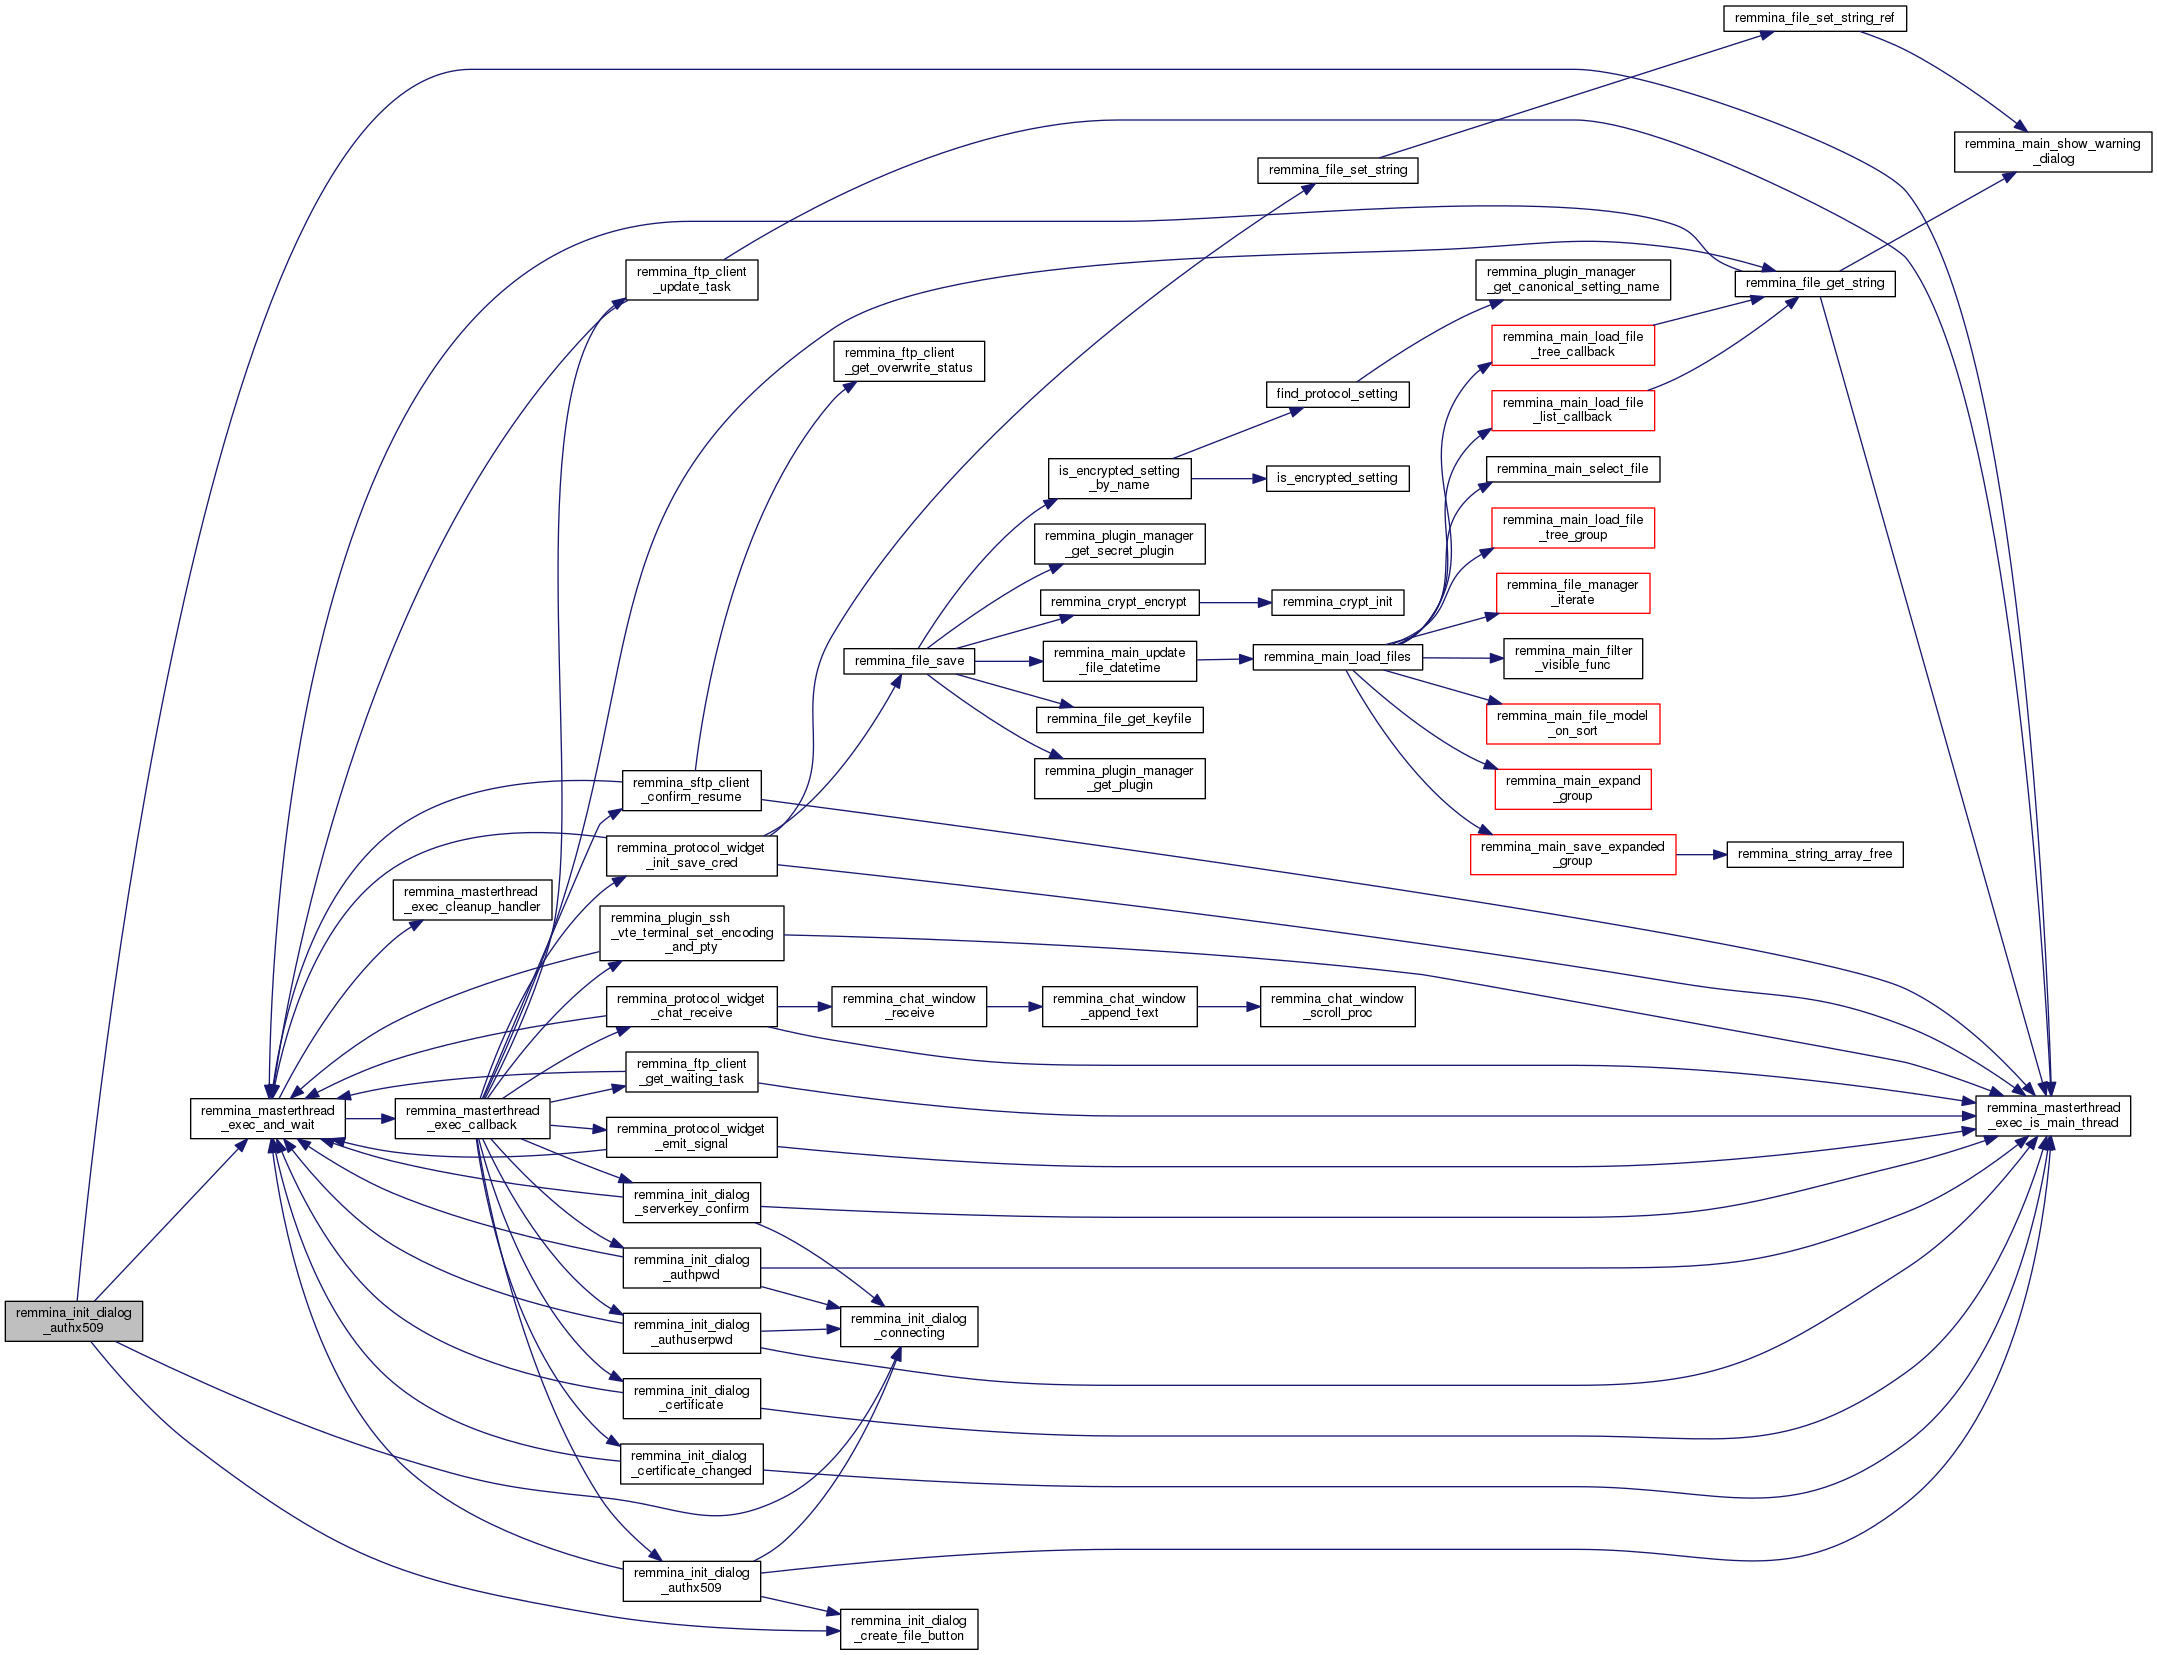 remmina_file_set_string_ref
remmina_main_show_warning
_dialog
remmina_file_set_string
remmina_ftp_client
_update_task
remmina_plugin_manager
_get_canonical_setting_name
remmina_file_get_string
remmina_main_load_file
_tree_callback
remmina_ftp_client
_get_overwrite_status
find_protocol_setting
remmina_main_load_file
_list_callback
is_encrypted_setting
_by_name
is_encrypted_setting
remmina_main_select_file
remmina_plugin_manager
_get_secret_plugin
remmina_main_load_file
_tree_group
remmina_crypt_encrypt
remmina_crypt_init
remmina_file_manager
_iterate
remmina_file_save
remmina_main_update
_file_datetime
remmina_main_load_files
remmina_main_filter
_visible_func
remmina_file_get_keyfile
remmina_main_file_model
_on_sort
remmina_plugin_manager
_get_plugin
remmina_main_expand
_group
remmina_sftp_client
_confirm_resume
remmina_protocol_widget
_init_save_cred
remmina_main_save_expanded
_group
remmina_string_array_free
remmina_masterthread
_exec_cleanup_handler
remmina_plugin_ssh
_vte_terminal_set_encoding
_and_pty
remmina_protocol_widget
_chat_receive
remmina_chat_window
_receive
remmina_chat_window
_append_text
remmina_chat_window
_scroll_proc
remmina_ftp_client
_get_waiting_task
remmina_masterthread
_exec_and_wait
remmina_masterthread
_exec_callback
remmina_masterthread
_exec_is_main_thread
remmina_protocol_widget
_emit_signal
remmina_init_dialog
_serverkey_confirm
remmina_init_dialog
_authpwd
remmina_init_dialog
_authx509
remmina_init_dialog
_authuserpwd
remmina_init_dialog
_connecting
remmina_init_dialog
_certificate
remmina_init_dialog
_certificate_changed
remmina_init_dialog
_authx509
remmina_init_dialog
_create_file_button